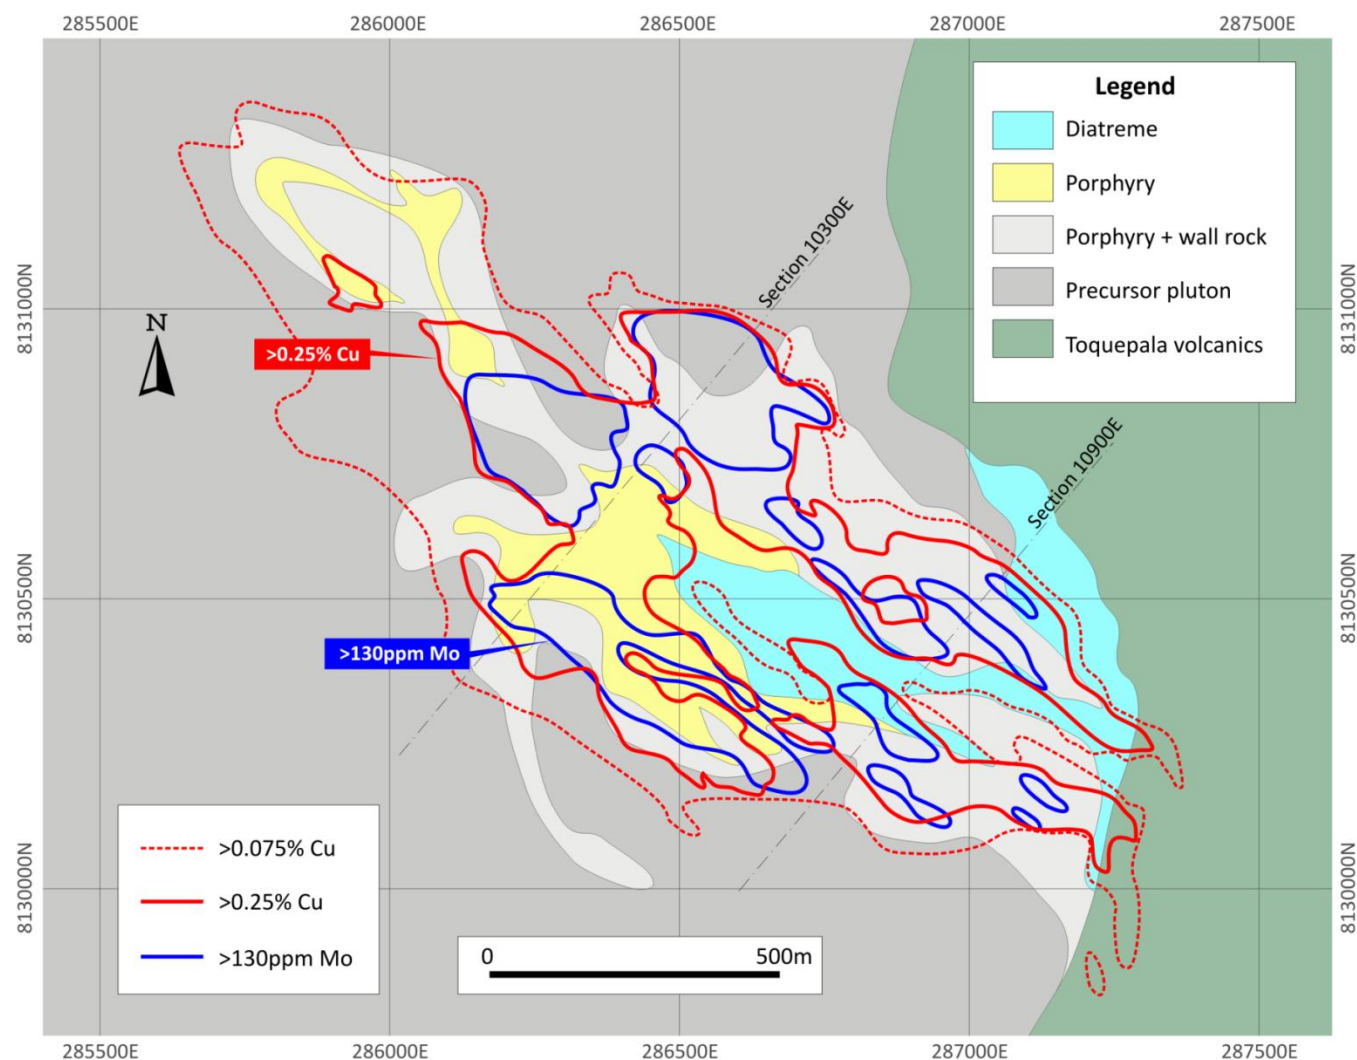 285500E 286000E 286500E 287000E 287500E
Legend
Diatreme
Porphyry
Porphyry + wall rock
Precursor pluton
Toquepala volcanics
Section 10300E
Section 10900E
8131000N 8131000N
N
>0.25% Cu
8130500N 8130500N
>130ppm Mo
8130000N 8130000N
>0.075% Cu
>0.25% Cu
>130ppm Mo
0 500m
285500E 286000E 286500E 287000E 287500E